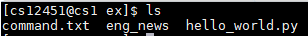 [cs12451@cs1 ex]$ ls
command.txt  eng_news  hello_world.py